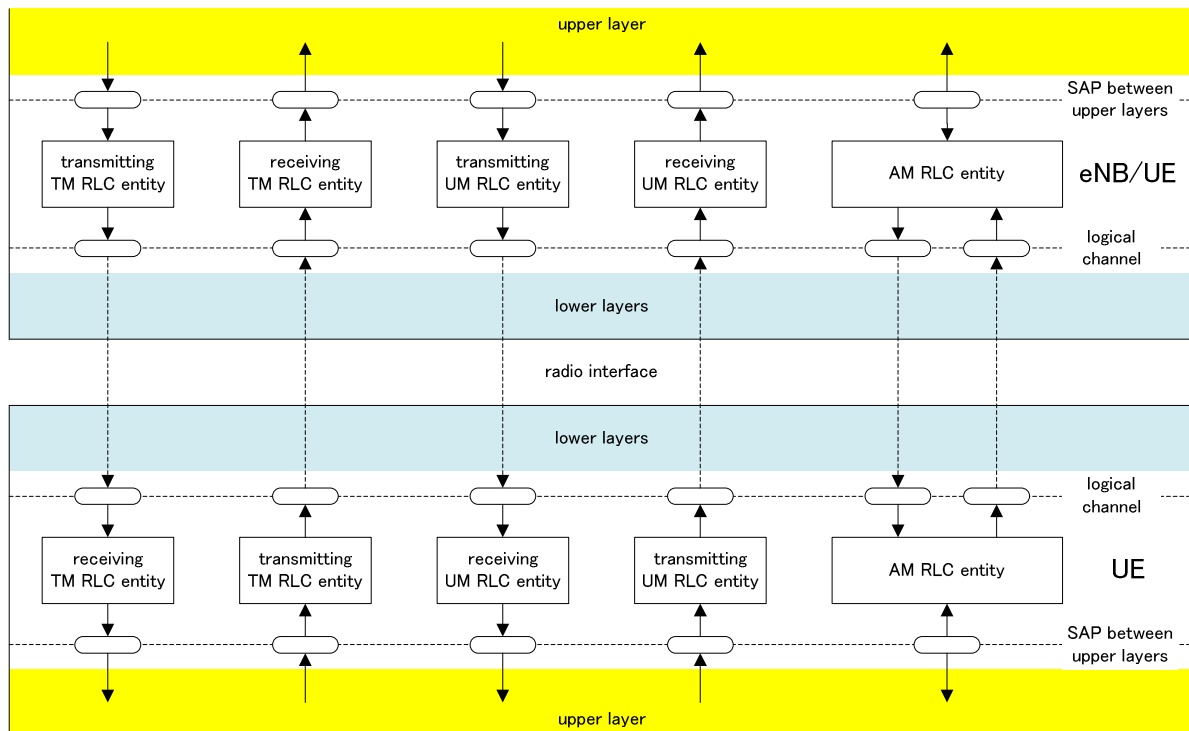 upper layer
SAP between
upper layers
transmitting
TM RLC entity
receiving
TM RLC entity
transmitting
UM RLC entity
receiving
UM RLC entity
AM RLC entity
eNB/UE
logical
channel
lower layers
radio interface
lower layers
logical
channel
receiving
TM RLC entity
transmitting
TM RLC entity
receiving
UM RLC entity
transmitting
UM RLC entity
AM RLC entity
UE
SAP between
upper layers
upper layer